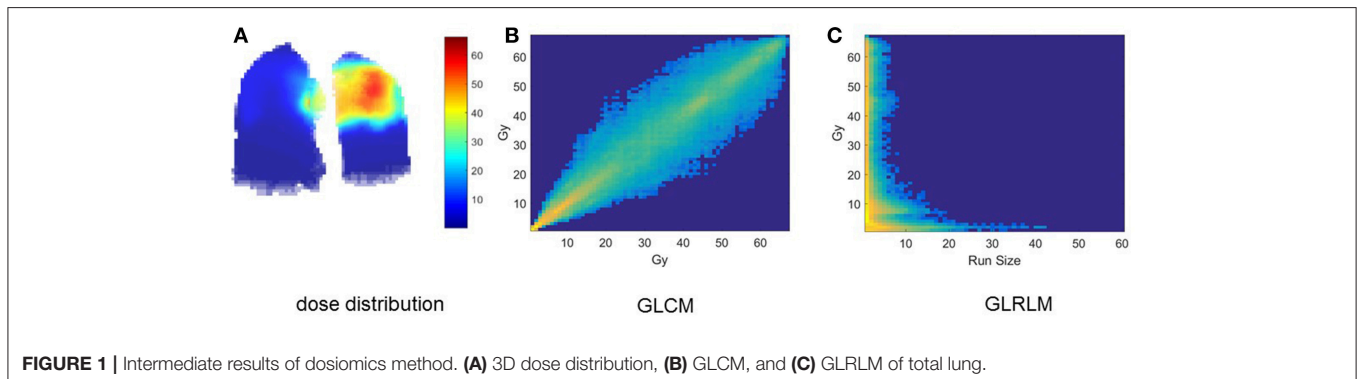 A
60
50
40
30
20
10
dose distribution
B
60
50
40
30
20
10
Gy
10 20 30 40 50 60
Gy
GLCM
C
60
50
40
30
20
10
Gy
10 20 30 40 50 60
Run Size
GLRLM
FIGURE 1 | Intermediate results of dosiomics method. (A) 3D dose distribution, (B) GLCM, and (C) GLRLM of total lung.